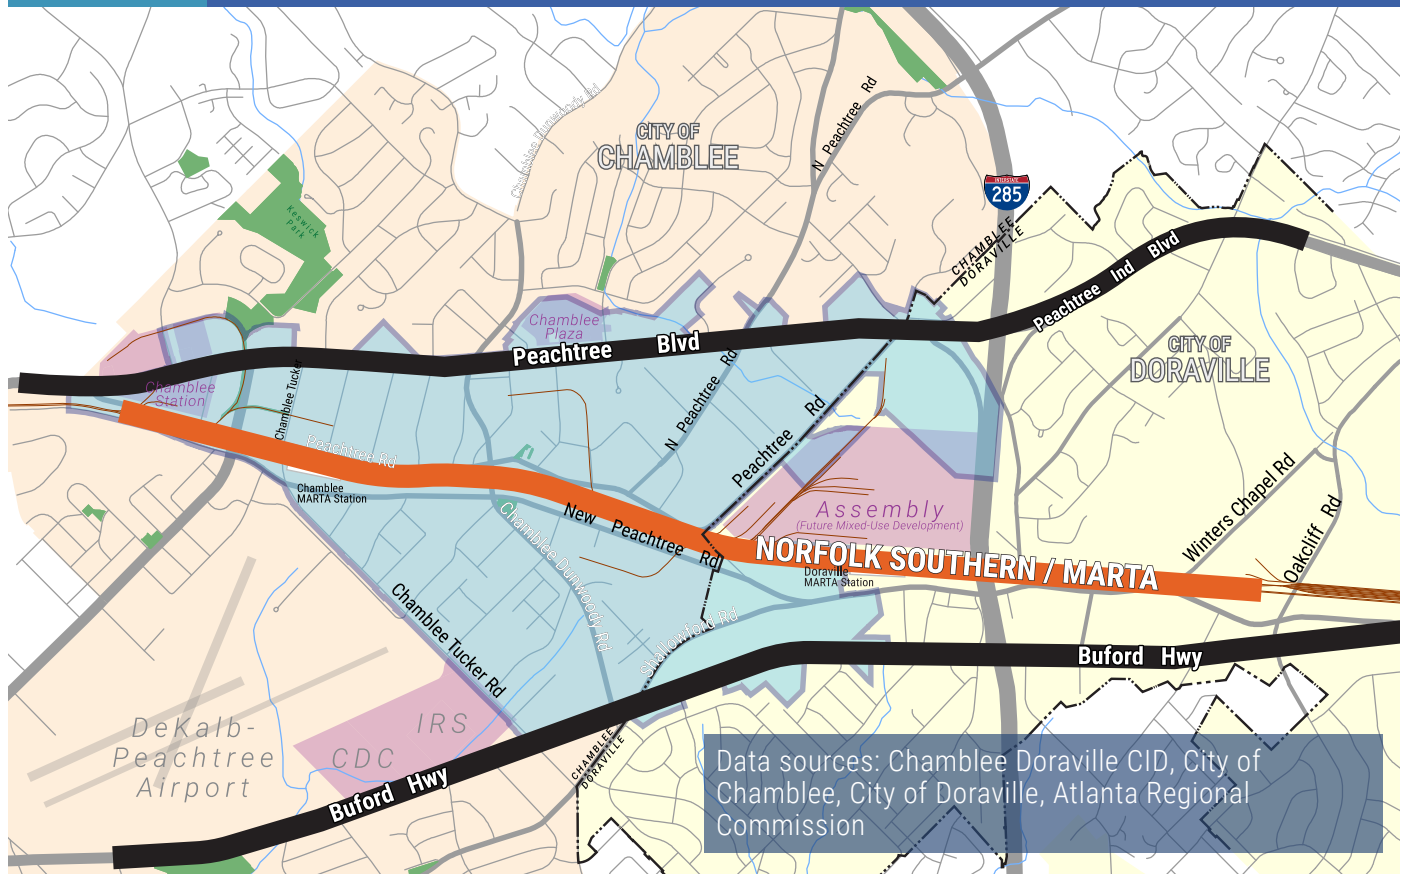 Chamblee Dunwoody Rd
CITY OF
CHAMBLEE
N Peachtree Rd
INTERSTATE
285
Keswick
Park
CHAMBLEE
DORAVILLE
Peachtree Ind Blvd
Chamblee
Plaza
Peachtree Blvd
CITY OF
DORAVILLE
Chamblee
Station
Chamblee Tucker
N Peachtree Rd
Peachtree Rd
Peachtree Rd
Chamblee
MARTA Station
New Peachtree Rd
Assembly
(Future Mixed-Use Development)
NORFOLK SOUTHERN / MARTA
Doraville
MARTA Station
Winters Chapel Rd
Oakcliff Rd
Chamblee Dunwoody Rd
Chamblee Tucker Rd
Shallowford Rd
Buford Hwy
IRS
CDC
DeKalb-
Peachtree
Airport
Buford Hwy
CHAMBLEE
DORAVILLE
Data sources: Chamblee Doraville CID, City of
Chamblee, City of Doraville, Atlanta Regional
Commission